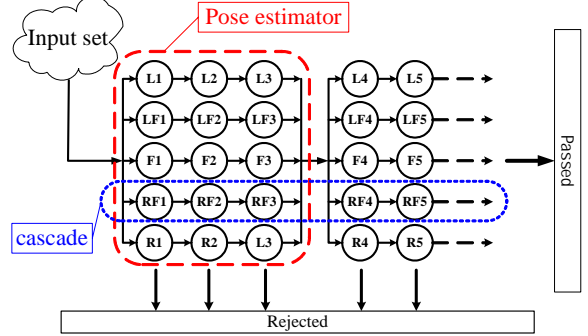 Pose estimator
Input set
L1 L2 L3 L4 L5
LF1 LF2 LF3 LF4 LF5
F1 F2 F3 F4 F5
RF1 RF2 RF3 RF4 RF5
cascade
R1 R2 L3 R4 R5
Passed
Rejected